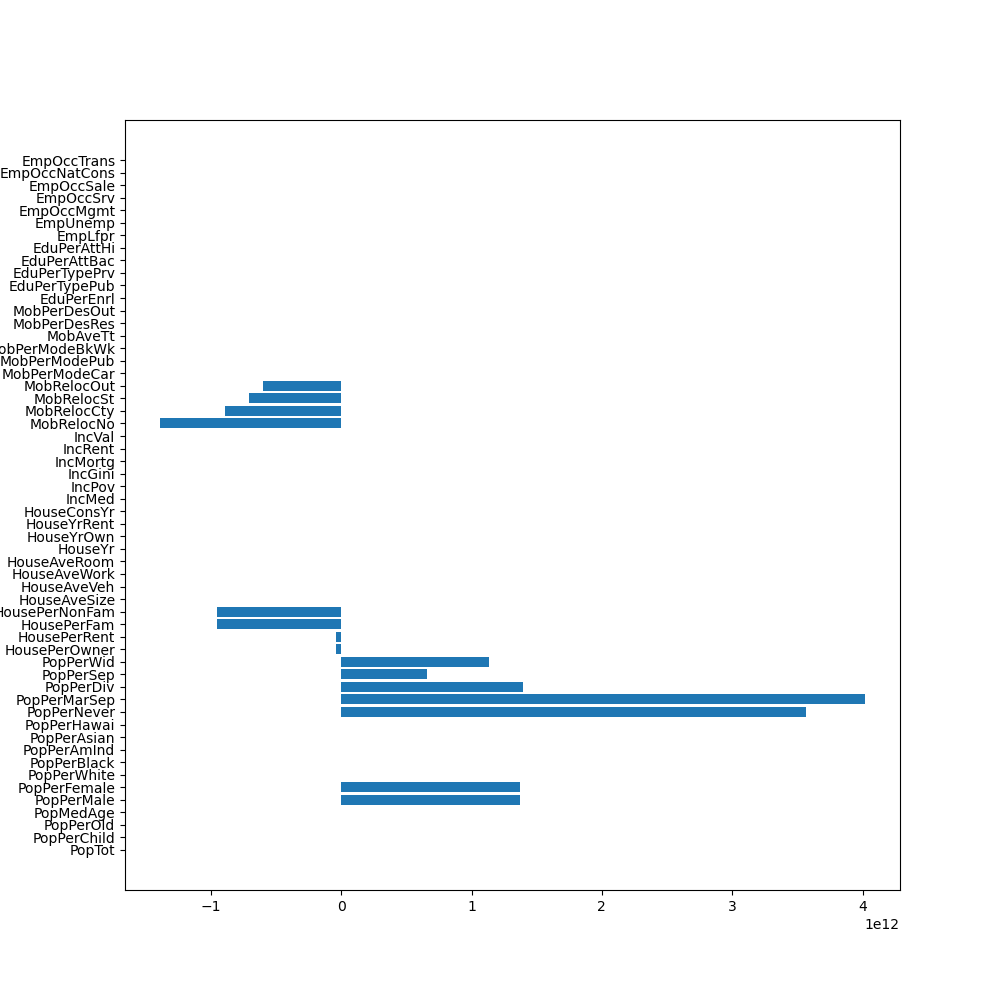 EmpOccTrans
EmpOccNatCons
EmpOccSale
EmpOccSrv
EmpOccMgmt
EmpUnemp
EmpLfpr
EduPerAttHi
EduPerAttBac
EduPerTypePrv
EduPerTypePub
EduPerEnrl
MobPerDesOut
MobPerDesRes
MobAveTt
obPerModeBkWk
MobPerModePub
MobPerModeCar
MobRelocOut
MobRelocSt
MobRelocCty
MobRelocNo
IncVal
IncRent
IncMortg
IncGini
IncPov
IncMed
HouseConsYr
HouseYrRent
HouseYrOwn
HouseYr
HouseAveRoom
HouseAveWork
HouseAveVeh
HouseAveSize
HousePerNonFam
HousePerFam
HousePerRent
HousePerOwner
PopPerWid
PopPerSep
PopPerDiv
PopPerMarSep
PopPerNever
PopPerHawai
PopPerAsian
PopPerAmInd
PopPerBlack
PopPerWhite
PopPerFemale
PopPerMale
PopMedAge
PopPerOld
PopPerChild
PopTot
−1 0 1 2 3 4
1e12